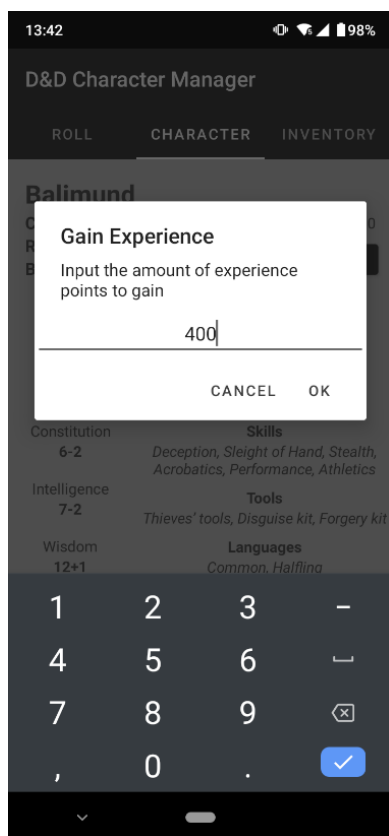 13:42 98%
D&D Character Manager
ROLL CHARACTER INVENTORY
Balimund
C 0
R
B
Gain Experience
Input the amount of experience
points to gain
400
CANCEL OK
Constitution
6-2
Skills
Deception, Sleight of Hand, Stealth,
Acrobatics, Performance, Athletics
Intelligence
7-2
Tools
Thieves' tools, Disguise kit, Forgery kit
Wisdom
12+1
Languages
Common, Halfling
1 2 3 –
4 5 6
7 8 9
, 0 .